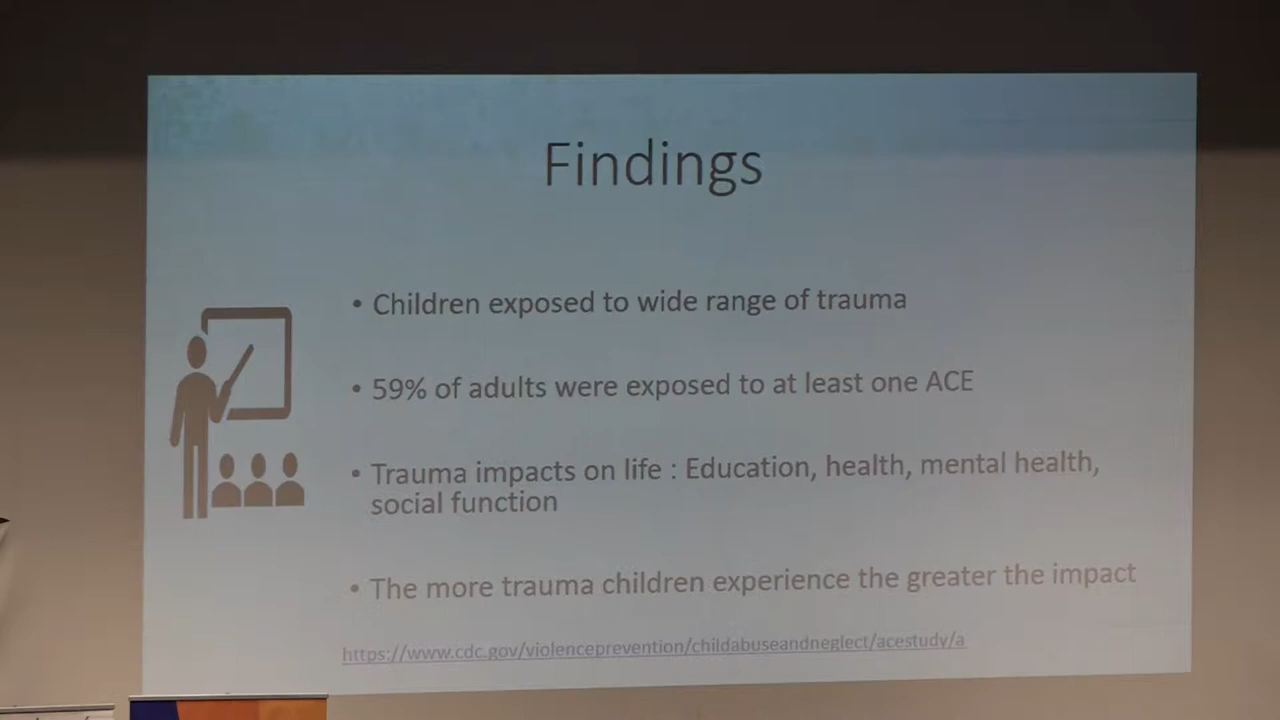 Findings
• Children exposed to wide range of trauma
• 59% of adults were exposed to at least one ACE
• Trauma impacts on life : Education, health, mental health,
social function
• The more trauma children experience the greater the impact
https://www.cdc.gov/violenceprevention/childabuseandneglect/acestudy/a